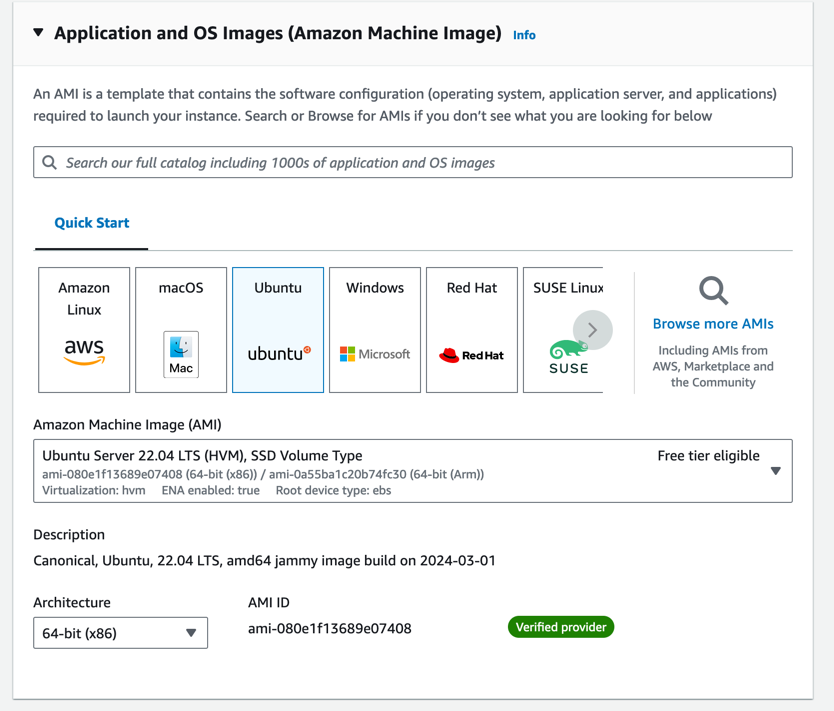 Application and OS Images (Amazon Machine Image) Info
An AMI is a template that contains the software configuration (operating system, application server, and applications)
required to launch your instance. Search or Browse for AMIs if you don’t see what you are looking for below
Search our full catalog including 1000s of application and OS images
Quick Start
Amazon
Linux
aws
macOS
Mac
Ubuntu
ubuntu
Windows
Microsoft
Red Hat
Red Hat
SUSE Linux
SUSE
Browse more AMIs
Including AMIs from
AWS, Marketplace and
the Community
Amazon Machine Image (AMI)
Ubuntu Server 22.04 LTS (HVM), SSD Volume Type
Free tier eligible
ami-080e1f13689e07408 (64-bit (x86)) / ami-0a55ba1c20b74fc30 (64-bit (Arm))
Virtualization: hvm ENA enabled: true Root device type: ebs
Description
Canonical, Ubuntu, 22.04 LTS, amd64 jammy image build on 2024-03-01
Architecture
64-bit (x86)
AMI ID
ami-080e1f13689e07408
Verified provider